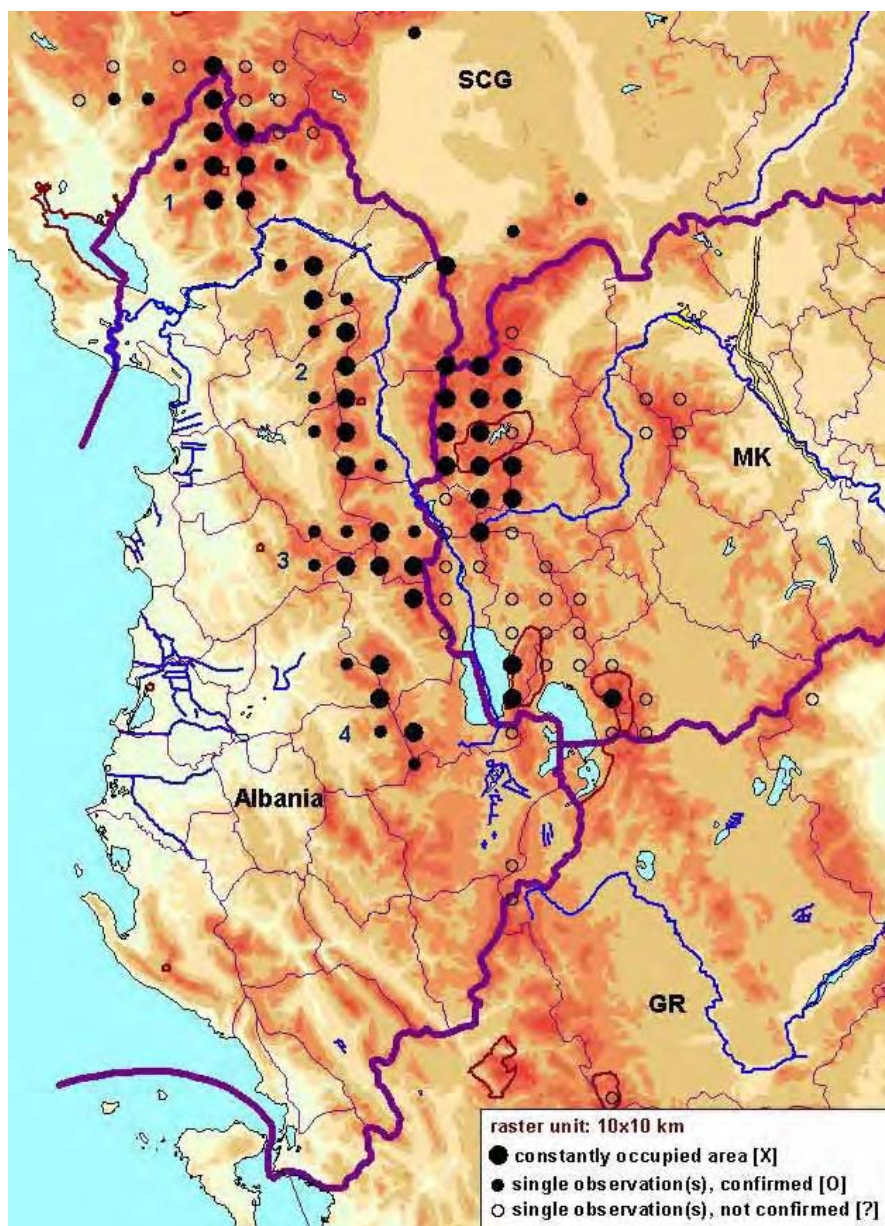 SCG
1
2
MK
3
4
Albania
GR
raster unit: 10x10 km
constantly occupied area [X]
single observation(s), confirmed [O]
single observation(s), not confirmed [?]